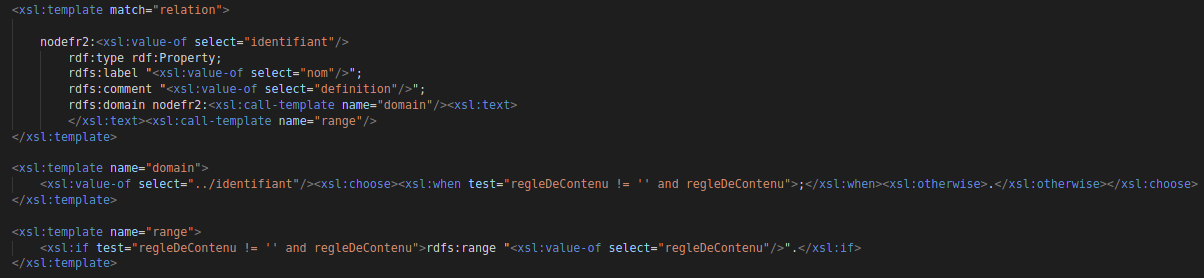 <xsl:template match="relation">
nodefr2:<xsl:value-of select="identifiant"/>
rdf:type rdf:Property;
rdfs:label "<xsl:value-of select="nom"/>";
rdfs:comment "<xsl:value-of select="definition"/>";
rdfs:domain nodefr2:<xsl:call-template name="domain"/><xsl:text>
</xsl:text><xsl:call-template name="range"/>
</xsl:template>
<xsl:template name="domain">
<xsl:value-of select="../identifiant"/><xsl:choose><xsl:when test="regleDeContenu != '' and regleDeContenu">;</xsl:when><xsl:otherwise>.</xsl:otherwise></xsl:choose>
</xsl:template>
<xsl:template name="range">
<xsl:if test="regleDeContenu != '' and regleDeContenu">rdfs:range "<xsl:value-of select="regleDeContenu"/>".</xsl:if>
</xsl:template>